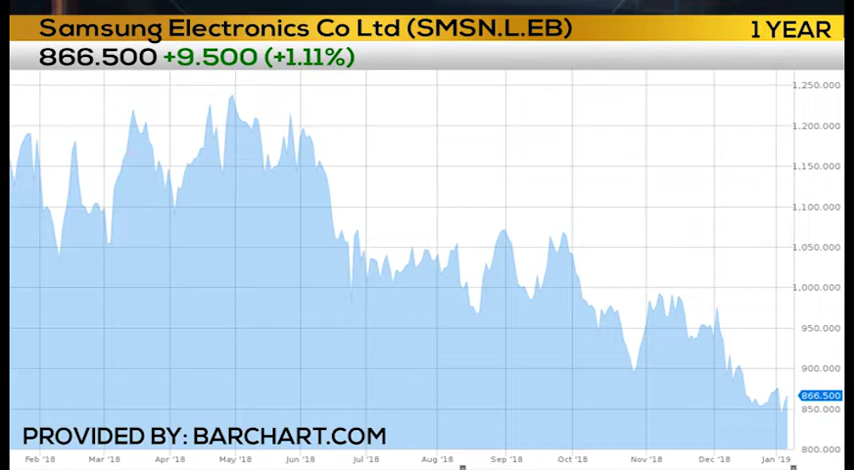 Samsung Electronics Co Ltd (SMSN.L.EB)
1 YEAR
866.500 +9.500 (+1.11%)
1,250.000
1,200.000
1,150.000
1,100.000
1,050.000
1,000.000
950.000
900.000
866.500
850.000
800.000
PROVIDED BY: BARCHART.COM
Feb '18 Mar '18 Apr '18 May '18 Jun '18 Jul '18 Aug '18 Sep '18 Oct '18 Nov '18 Dec '18 Jan '19